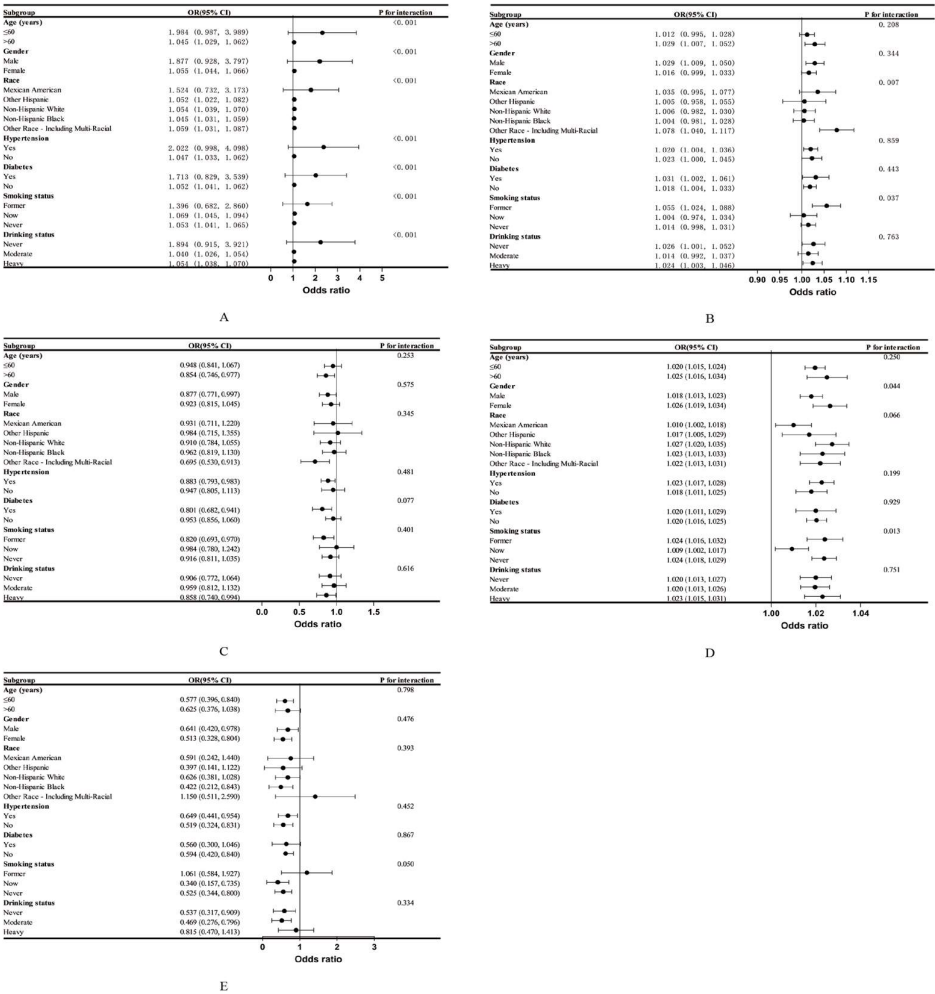 Subgroup OR(95% CI) P for interaction
Age (years) <0.001
≤60 1.984 (0.987, 3.989)
>60 1.045 (1.029, 1.062)
Gender <0.001
Male 1.877 (0.928, 3.797)
Female 1.055 (1.044, 1.066)
Race <0.001
Mexican American 1.524 (0.732, 3.173)
Other Hispanic 1.052 (1.022, 1.082)
Non-Hispanic White 1.054 (1.039, 1.070)
Non-Hispanic Black 1.045 (1.031, 1.059)
Other Race - Including Multi-Racial 1.059 (1.031, 1.087)
Hypertension <0.001
Yes 2.022 (0.998, 4.098)
No 1.047 (1.033, 1.062)
Diabetes <0.001
Yes 1.713 (0.829, 3.539)
No 1.052 (1.041, 1.062)
Smoking status <0.001
Former 1.396 (0.682, 2.860)
Now 1.069 (1.045, 1.094)
Never 1.053 (1.041, 1.065)
Drinking status <0.001
Never 1.894 (0.915, 3.921)
Moderate 1.040 (1.026, 1.054)
Heavy 1.054 (1.038, 1.070)
0 1 2 3 4 5
Odds ratio
A
Subgroup OR(95% CI) P for interaction
Age (years) 0.208
≤60 1.012 (0.995, 1.028)
>60 1.029 (1.007, 1.052)
Gender 0.344
Male 1.029 (1.009, 1.050)
Female 1.016 (0.999, 1.033)
Race 0.007
Mexican American 1.035 (0.995, 1.077)
Other Hispanic 1.005 (0.958, 1.055)
Non-Hispanic White 1.006 (0.982, 1.030)
Non-Hispanic Black 1.004 (0.981, 1.028)
Other Race - Including Multi-Racial 1.078 (1.040, 1.117)
Hypertension 0.859
Yes 1.020 (1.004, 1.036)
No 1.023 (1.000, 1.045)
Diabetes 0.443
Yes 1.031 (1.002, 1.061)
No 1.018 (1.004, 1.033)
Smoking status 0.037
Former 1.055 (1.024, 1.088)
Now 1.004 (0.974, 1.034)
Never 1.014 (0.998, 1.031)
Drinking status 0.763
Never 1.026 (1.001, 1.052)
Moderate 1.014 (0.992, 1.037)
Heavy 1.024 (1.003, 1.046)
0.90 0.95 1.00 1.05 1.10 1.15
Odds ratio
B
Subgroup OR(95% CI) P for interaction
Age (years) 0.253
≤60 0.948 (0.841, 1.067)
>60 0.854 (0.746, 0.977)
Gender 0.575
Male 0.877 (0.771, 0.997)
Female 0.923 (0.815, 1.045)
Race 0.345
Mexican American 0.931 (0.711, 1.220)
Other Hispanic 0.984 (0.715, 1.355)
Non-Hispanic White 0.910 (0.784, 1.055)
Non-Hispanic Black 0.962 (0.819, 1.130)
Other Race - Including Multi-Racial 0.695 (0.530, 0.913)
Hypertension 0.481
Yes 0.883 (0.793, 0.983)
No 0.947 (0.805, 1.113)
Diabetes 0.077
Yes 0.801 (0.682, 0.941)
No 0.953 (0.856, 1.060)
Smoking status 0.401
Former 0.820 (0.693, 0.970)
Now 0.984 (0.780, 1.242)
Never 0.916 (0.811, 1.035)
Drinking status 0.616
Never 0.906 (0.772, 1.064)
Moderate 0.959 (0.812, 1.132)
Heavy 0.858 (0.740, 0.994)
0.0 0.5 1.0 1.5
Odds ratio
C
Subgroup OR(95% CI) P for interaction
Age (years) 0.250
≤60 1.020 (1.015, 1.024)
>60 1.025 (1.016, 1.034)
Gender 0.044
Male 1.018 (1.013, 1.023)
Female 1.026 (1.019, 1.034)
Race 0.066
Mexican American 1.010 (1.002, 1.018)
Other Hispanic 1.017 (1.005, 1.029)
Non-Hispanic White 1.027 (1.020, 1.035)
Non-Hispanic Black 1.023 (1.013, 1.033)
Other Race - Including Multi-Racial 1.022 (1.013, 1.031)
Hypertension 0.199
Yes 1.023 (1.017, 1.028)
No 1.018 (1.011, 1.025)
Diabetes 0.929
Yes 1.020 (1.011, 1.029)
No 1.020 (1.016, 1.025)
Smoking status 0.013
Former 1.024 (1.016, 1.032)
Now 1.009 (1.002, 1.017)
Never 1.024 (1.018, 1.029)
Drinking status 0.751
Never 1.020 (1.013, 1.027)
Moderate 1.020 (1.013, 1.026)
Heavy 1.023 (1.015, 1.031)
1.00 1.02 1.04
Odds ratio
D
Subgroup OR(95% CI) P for interaction
Age (years) 0.798
≤60 0.577 (0.396, 0.840)
>60 0.625 (0.376, 1.038)
Gender 0.476
Male 0.641 (0.420, 0.978)
Female 0.513 (0.328, 0.804)
Race 0.393
Mexican American 0.591 (0.242, 1.440)
Other Hispanic 0.397 (0.141, 1.122)
Non-Hispanic White 0.626 (0.381, 1.028)
Non-Hispanic Black 0.422 (0.212, 0.843)
Other Race - Including Multi-Racial 1.150 (0.511, 2.590)
Hypertension 0.452
Yes 0.649 (0.441, 0.954)
No 0.519 (0.324, 0.831)
Diabetes 0.867
Yes 0.560 (0.300, 1.046)
No 0.594 (0.420, 0.840)
Smoking status 0.050
Former 1.061 (0.584, 1.927)
Now 0.340 (0.157, 0.735)
Never 0.525 (0.344, 0.800)
Drinking status 0.334
Never 0.537 (0.317, 0.909)
Moderate 0.469 (0.276, 0.796)
Heavy 0.815 (0.470, 1.413)
0 1 2 3
Odds ratio
E